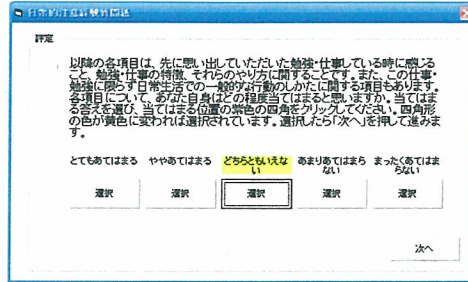 日常的注意経験質問紙
評定
以降の各項目は、先に思い出していただいた勉強・仕事している時に感じる
こと、勉強・仕事の特徴、それらのやり方に関することです。また、この仕事・
勉強に限らず日常生活での一般的な行動のしかたに関する項目もあります。
各項目について、あなた自身はどの程度当てはまると思いますか。当てはま
る答えを選び、当てはまる位置の紫色の四角をクリックしてください。四角形
の色が黄色に変われば選択されています。選択したら「次へ」を押して進みま
す。
とてもあてはまる ややあてはまる どちらともいえな あまりあてはまら まったくあてはま
い ない らない
選択 選択 選択 選択 選択
次へ